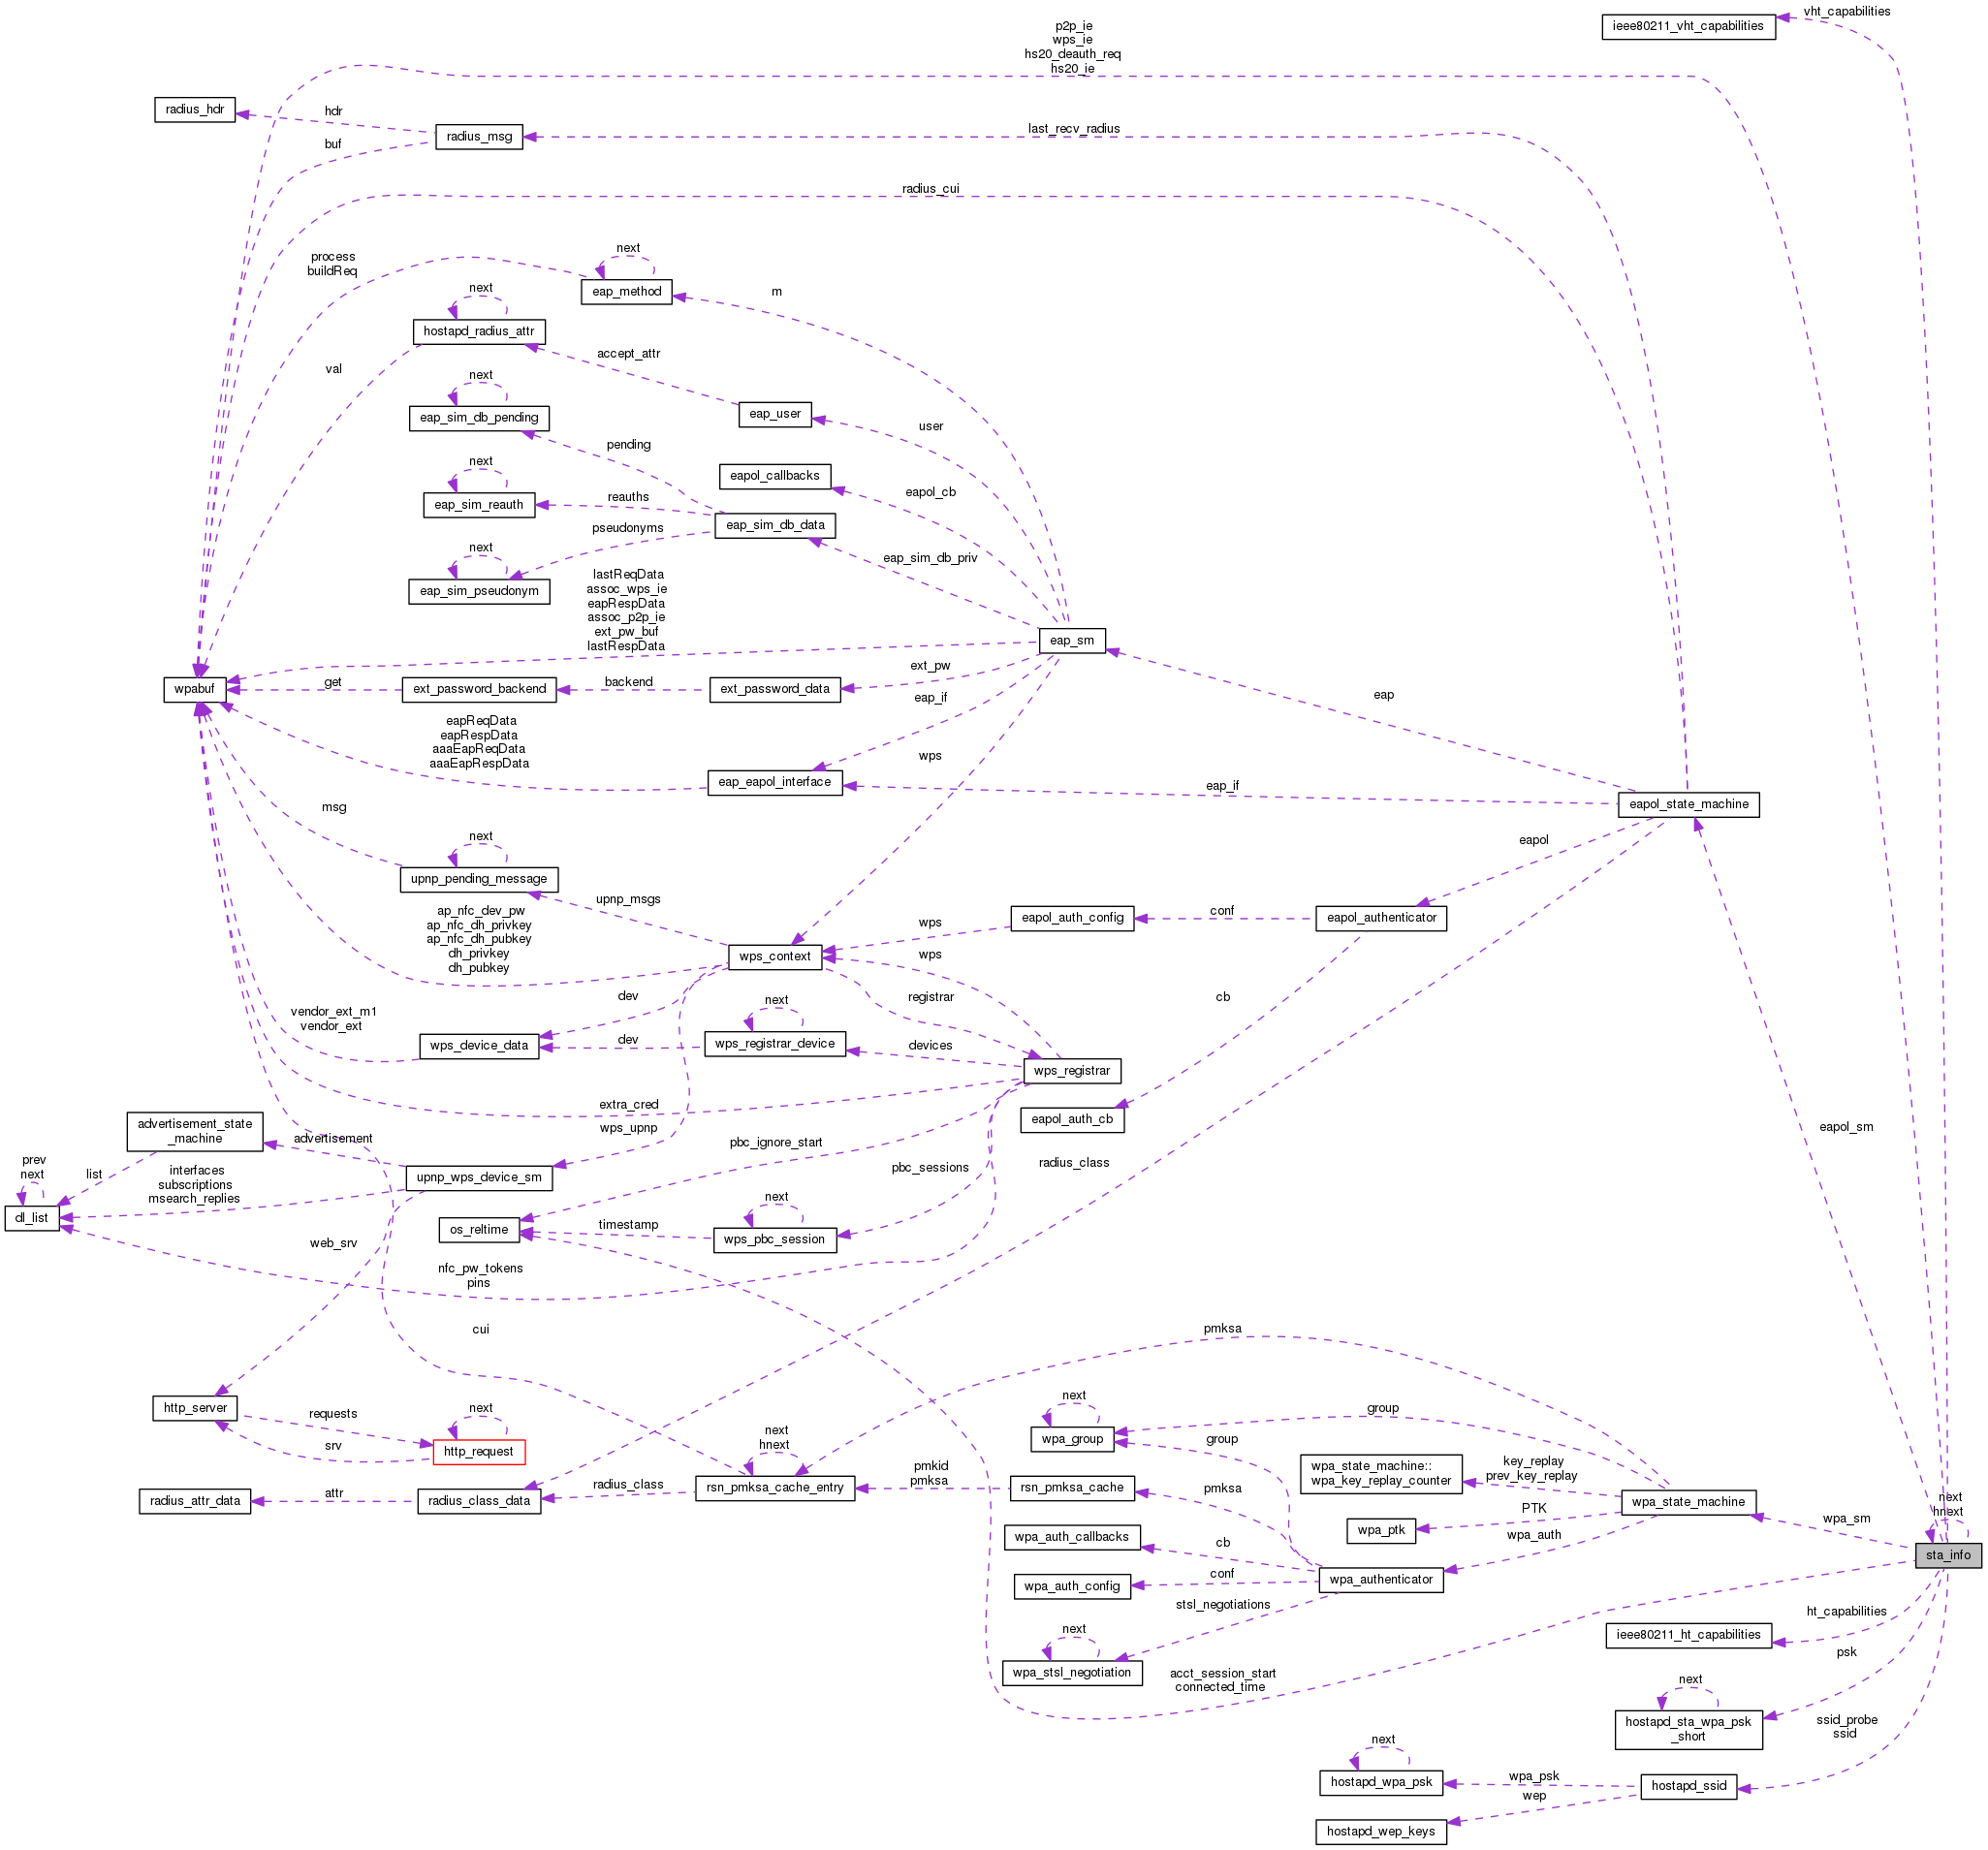 vht_capabilities
ieee80211_vht_capabilities
p2p_ie
wps_ie
hs20_deauth_req
hs20_ie
radius_hdr
hdr
radius_msg
last_recv_radius
buf
radius_cui
process
buildReq
next
eap_method
m
next
hostapd_radius_attr
val
accept_attr
next
eap_sim_db_pending
eap_user
user
pending
next
eap_sim_reauth
reauths
eapol_callbacks
eapol_cb
eap_sim_db_data
pseudonyms
next
eap_sim_pseudonym
eap_sim_db_priv
lastReqData
assoc_wps_ie
eapRespData
assoc_p2p_ie
ext_pw_buf
lastRespData
eap_sm
wpabuf
get
ext_password_backend
backend
ext_password_data
ext_pw
eap_if
eap
eapReqData
eapRespData
aaaEapReqData
aaaEapRespData
eap_eapol_interface
wps
eap_if
eapol_state_machine
msg
next
upnp_pending_message
upnp_msgs
eapol
ap_nfc_dev_pw
ap_nfc_dh_privkey
ap_nfc_dh_pubkey
dh_privkey
dh_pubkey
wps_context
wps
wps
eapol_auth_config
conf
eapol_authenticator
registrar
dev
cb
vendor_ext_m1
vendor_ext
wps_device_data
dev
next
wps_registrar_device
devices
wps_registrar
extra_cred
wps_upnp
eapol_auth_cb
advertisement_state
_machine
advertisement
list
prev
next
dl_list
interfaces
subscriptions
msearch_replies
upnp_wps_device_sm
pbc_ignore_start
pbc_sessions
radius_class
eapol_sm
os_reltime
timestamp
next
wps_pbc_session
web_srv
nfc_pw_tokens
pins
cui
pmksa
http_server
requests
srv
next
http_request
next
hnext
rsn_pmksa_cache_entry
radius_class
radius_class_data
attr
radius_attr_data
pmkid
pmksa
rsn_pmksa_cache
next
wpa_group
group
group
pmksa
wpa_state_machine::
wpa_key_replay_counter
key_replay
prev_key_replay
wpa_state_machine
PTK
wpa_ptk
wpa_auth
wpa_sm
next
hnext
sta_info
wpa_auth_callbacks
cb
wpa_auth_config
conf
wpa_authenticator
stsl_negotiations
next
wpa_stsl_negotiation
acct_session_start
connected_time
ht_capabilities
ieee80211_ht_capabilities
psk
next
hostapd_sta_wpa_psk
_short
ssid_probe
ssid
next
hostapd_wpa_psk
wpa_psk
hostapd_ssid
wep
hostapd_wep_keys